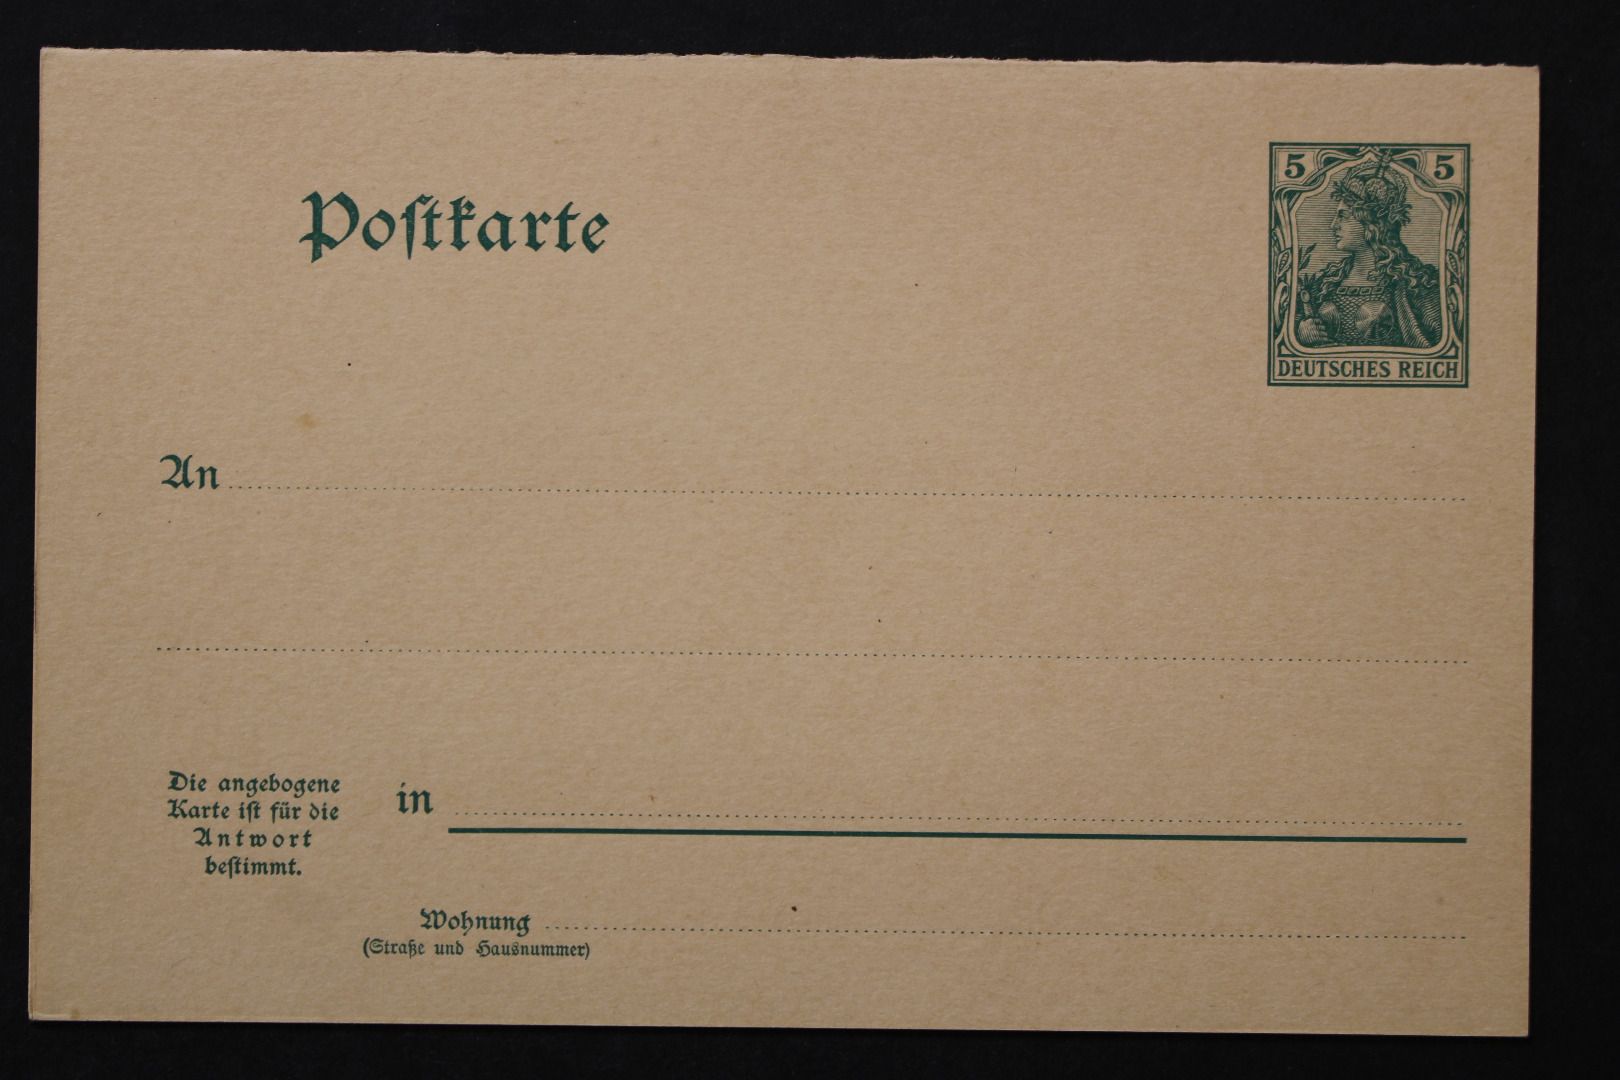 5 5
Postkarte
DEUTSCHES REICH
An
Die angebogene
Karte ist für die
Antwort
bestimmt.
in
Wohnung
(Straße und Hausnummer)